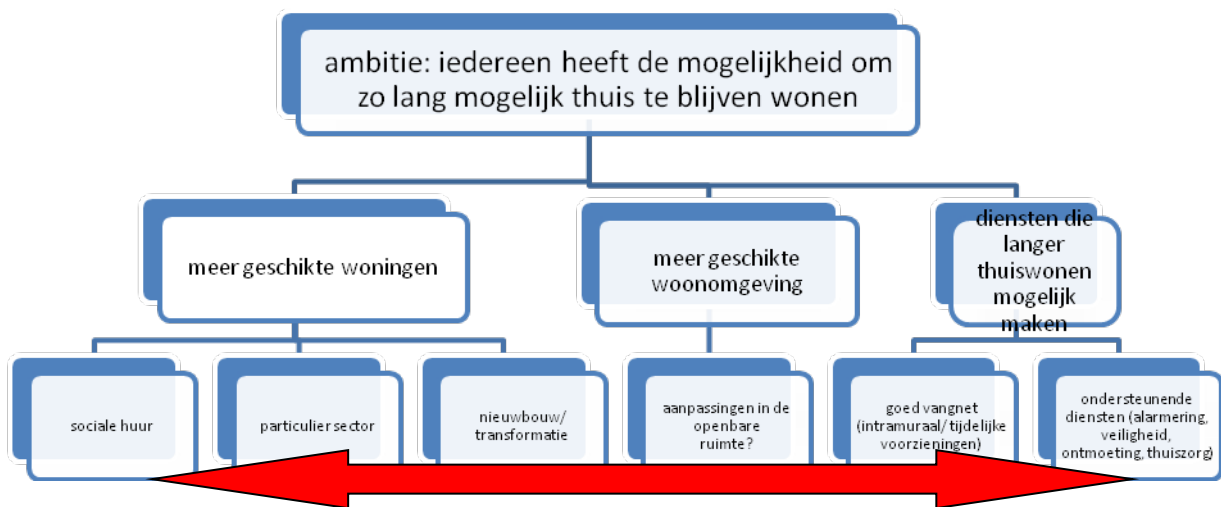 ambitie: iedereen heeft de mogelijkheid om
zo lang mogelijk thuis te blijven wonen
meer geschikte woningen
meer geschikte
woonomgeving
diensten die
langer
thuiswonen
mogelijk
maken
sociale huur
particulier sector
nieuwbouw/
transformatie
aanpassingen in de
openbare
ruimte?
goed vangnet
(intramuraal/ tijdelijke
voorzieningen)
ondersteunende
diensten (alarmering,
veiligheid,
ontmoeting, thuiszorg)